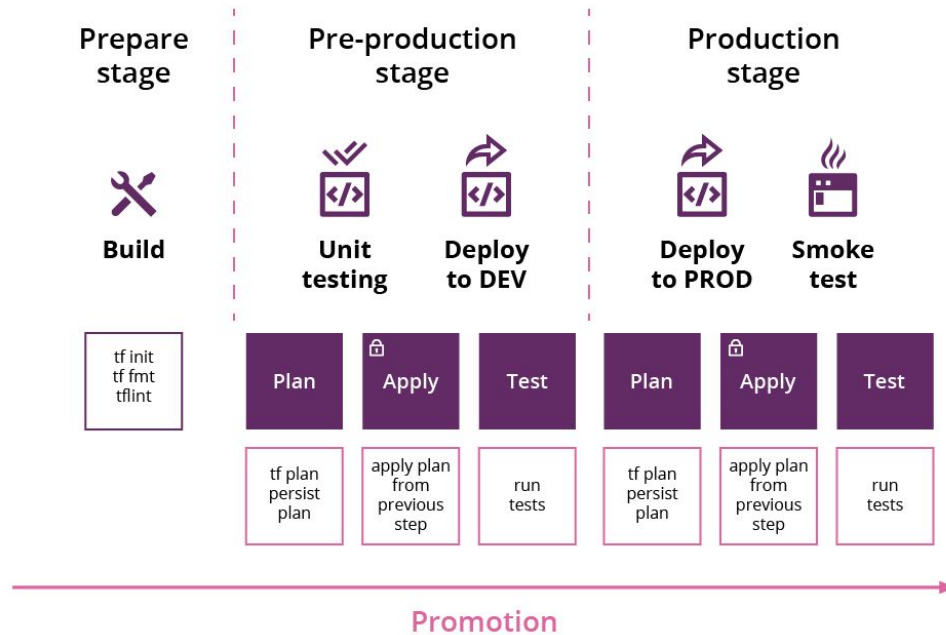 Prepare
stage
Pre-production
stage
Production
stage
</>
</>
</>
Build
Unit
testing
Deploy
to DEV
Deploy
to PROD
Smoke
test
tf init
tf fmt
tflint
Plan
Apply
Test
Plan
Apply
Test
tf plan
persist
plan
apply plan
from
previous
step
run
tests
tf plan
persist
plan
apply plan
from
previous
step
run
tests
Promotion